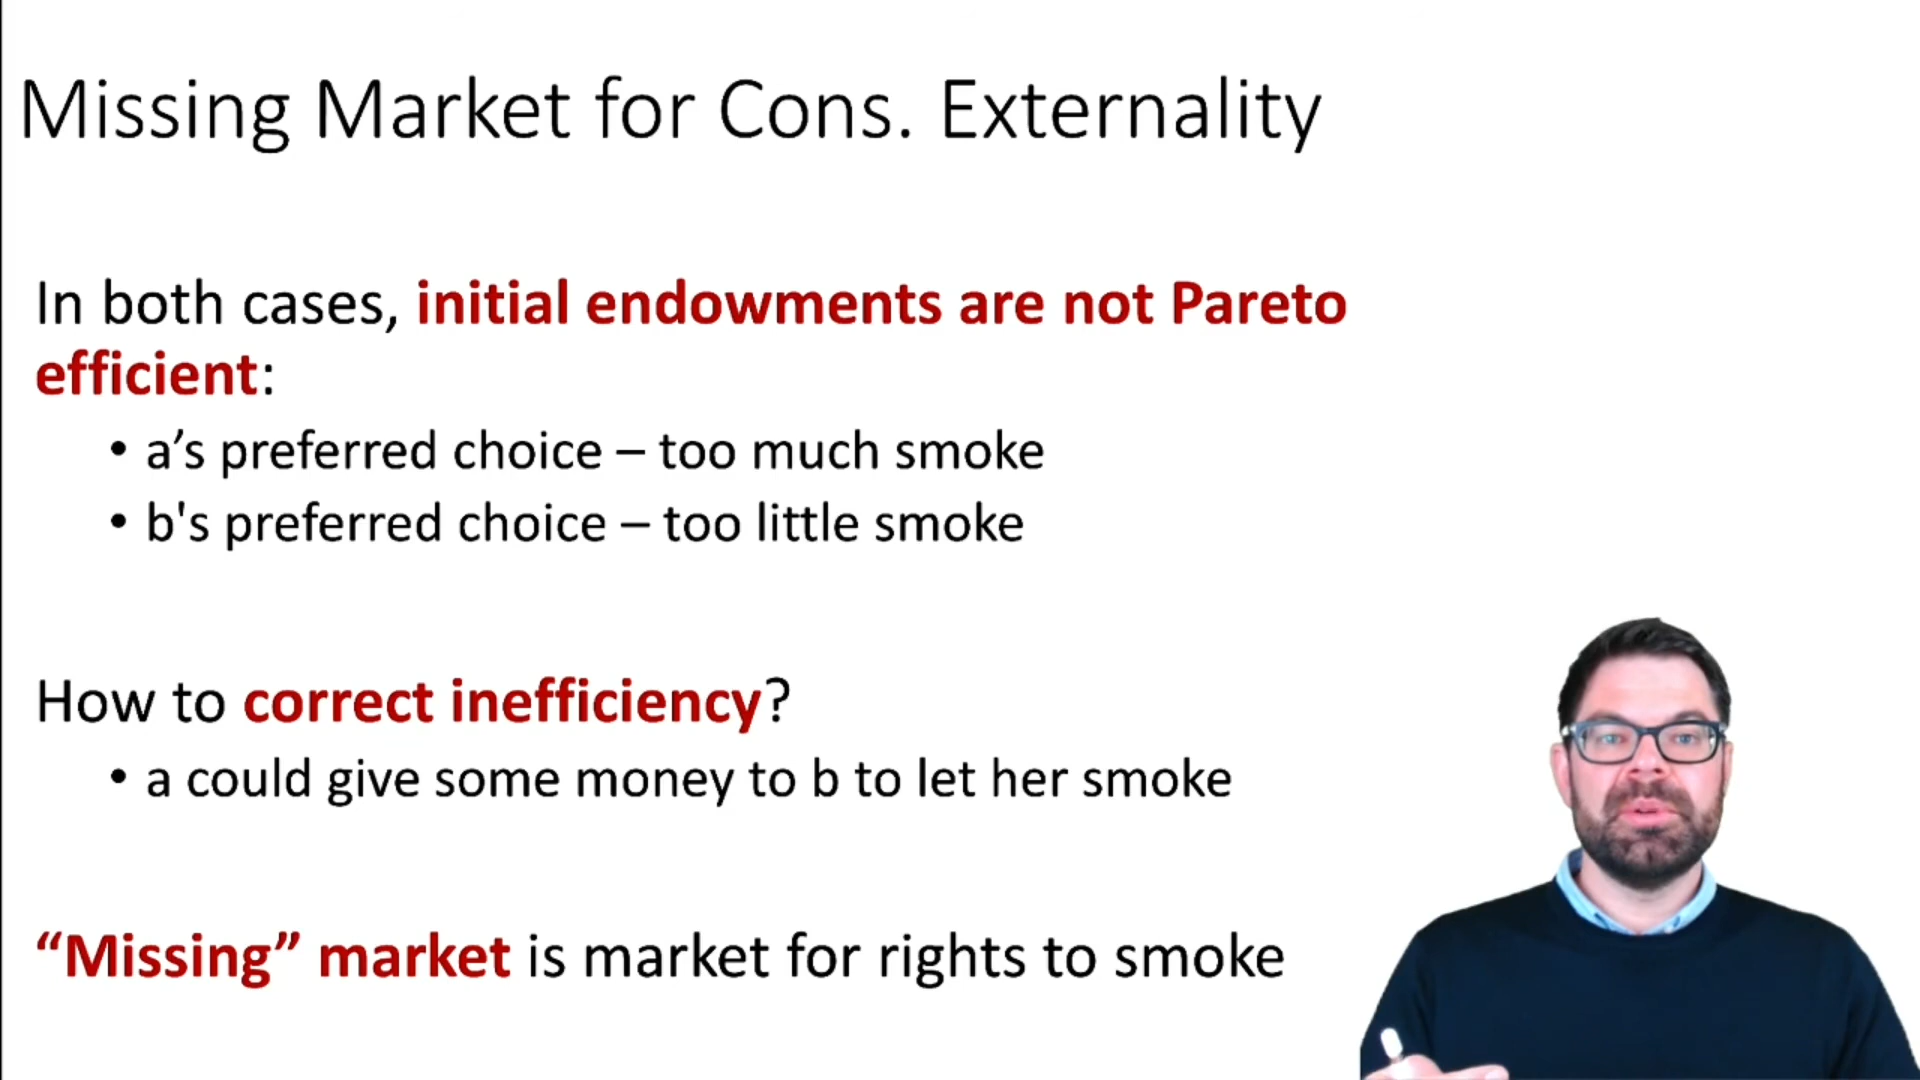 Missing Market for Cons. Externality
In both cases, initial endowments are not Pareto
efficient:
• a’s preferred choice – too much smoke
• b's preferred choice – too little smoke
How to correct inefficiency?
• a could give some money to b to let her smoke
“Missing” market is market for rights to smoke